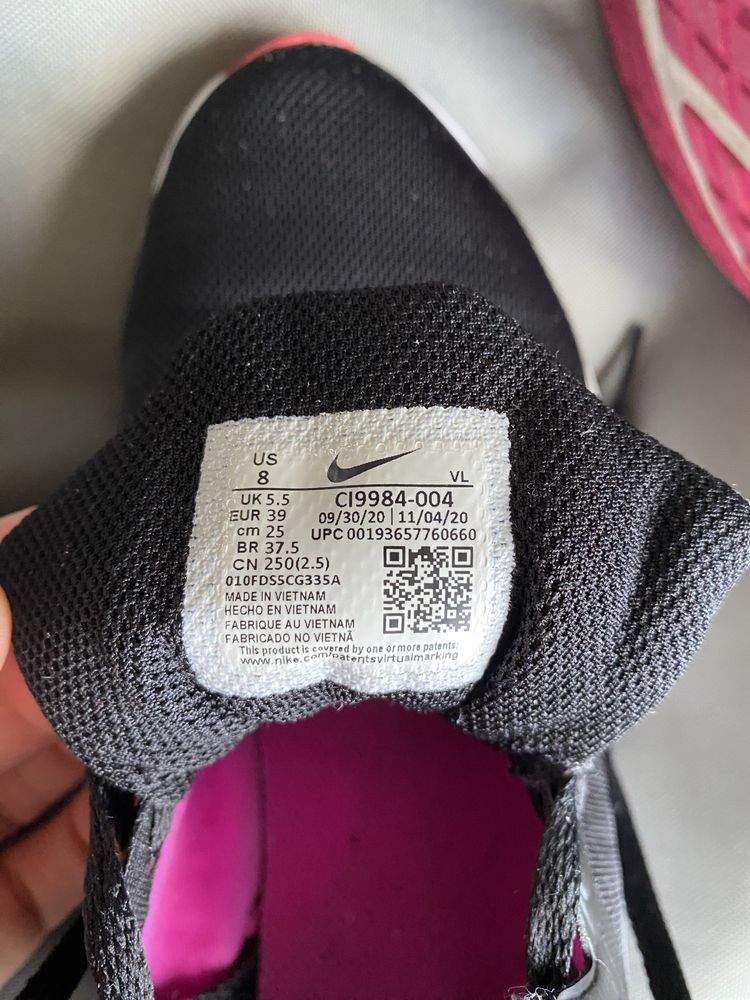 US
8
VL
UK 5.5
CI9984-004
EUR 39
09/30/20 | 11/04/20
cm 25
UPC 00193657760660
BR 37.5
CN 250(2.5)
010FDS5CG335A
MADE IN VIETNAM
HECHO EN VIETNAM
FABRIQUE AU VIETNAM
FABRICADO NO VIETNÃ
This product is covered by one or more patents:
www.nike.com/patentsvirtualmarking